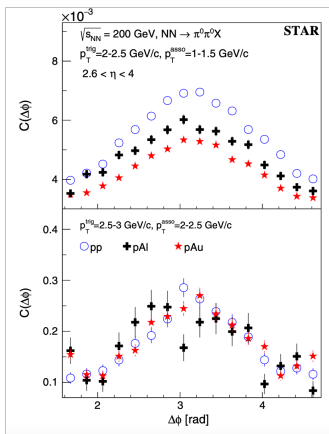 ×10⁻³
√s_NN = 200 GeV, NN → π⁰π⁰X STAR
p_T^trig=2-2.5 GeV/c, p_T^asso=1-1.5 GeV/c
2.6 < η < 4
8
6
4
C(Δφ)
p_T^trig=2.5-3 GeV/c, p_T^asso=2-2.5 GeV/c
pp pAl pAu
0.4
0.3
0.2
0.1
C(Δφ)
2 3 4
Δφ [rad]